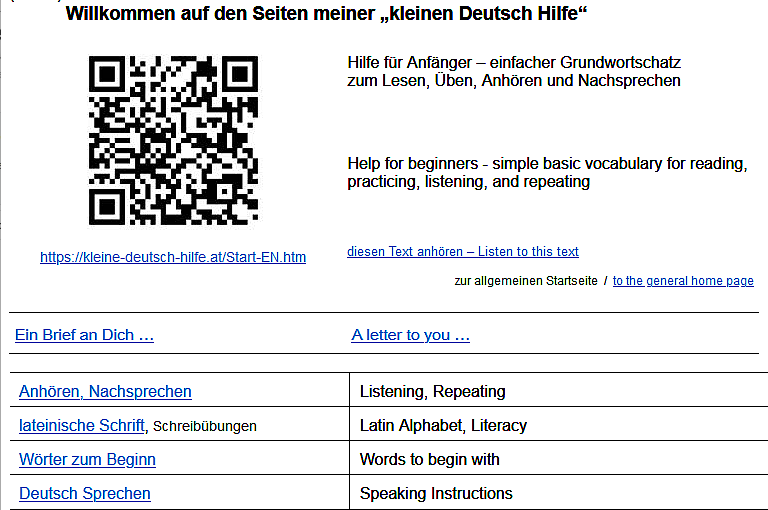 Willkommen auf den Seiten meiner „kleinen Deutsch Hilfe“
Hilfe für Anfänger – einfacher Grundwortschatz
zum Lesen, Üben, Anhören und Nachsprechen
Help for beginners - simple basic vocabulary for reading,
practicing, listening, and repeating
https://kleine-deutsch-hilfe.at/Start-EN.htm
diesen Text anhören – Listen to this text
zur allgemeinen Startseite / to the general home page
Ein Brief an Dich … A letter to you …
Anhören, Nachsprechen Listening, Repeating
lateinische Schrift, Schreibübungen Latin Alphabet, Literacy
Wörter zum Beginn Words to begin with
Deutsch Sprechen Speaking Instructions